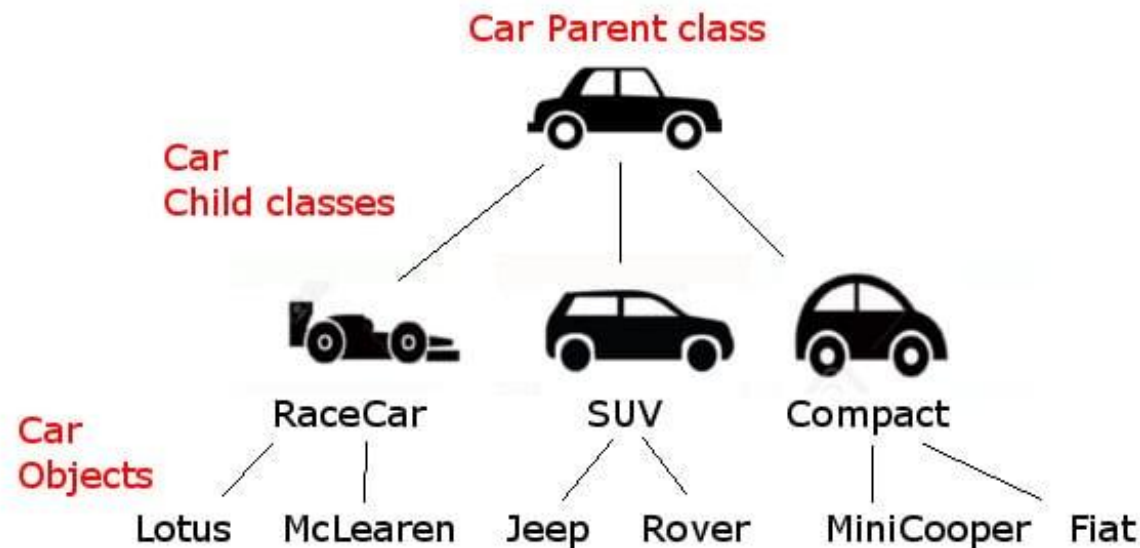 Car Parent class
Car
Child classes
RaceCar SUV Compact
Car
Objects
Lotus McLearen Jeep Rover MiniCooper Fiat